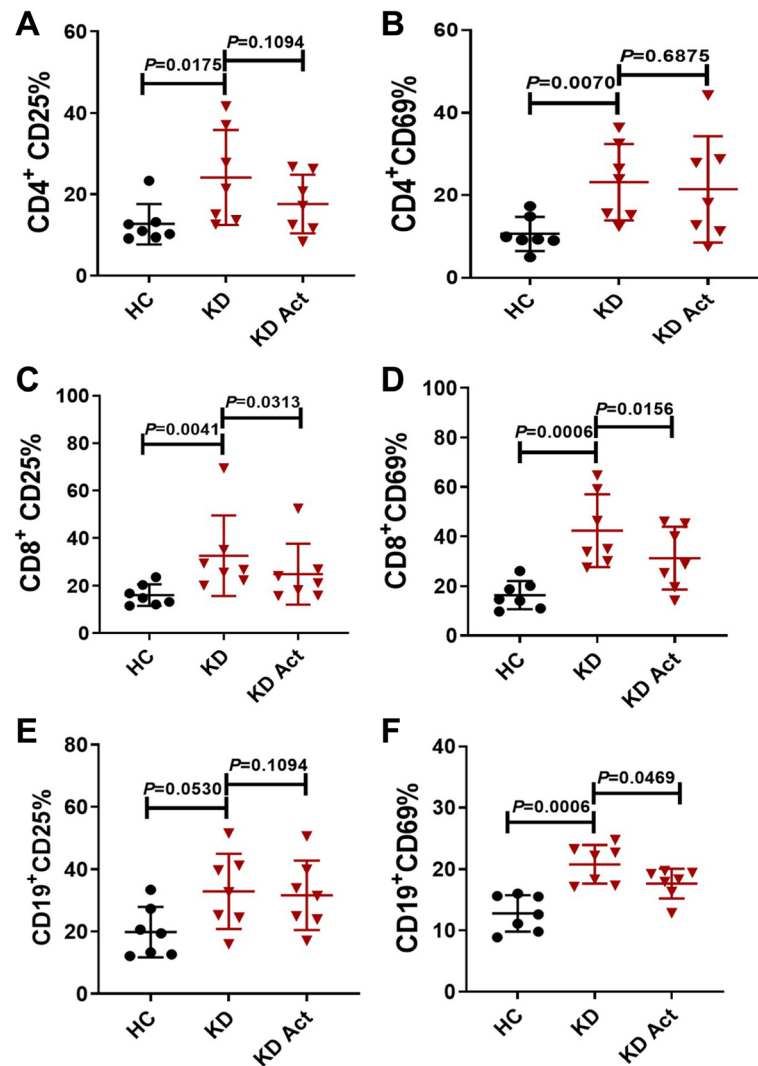 A
CD4+ CD25%
60
40
20
0
P=0.0175
P=0.1094
HC
KD
KD Act
B
CD4+CD69%
60
40
20
0
P=0.0070
P=0.6875
HC
KD
KD Act
C
CD8+ CD25%
100
80
60
40
20
0
P=0.0041
P=0.0313
HC
KD
KD Act
D
CD8+CD69%
100
80
60
40
20
0
P=0.0006
P=0.0156
HC
KD
KD Act
E
CD19+CD25%
80
60
40
20
0
P=0.0530
P=0.1094
HC
KD
KD Act
F
CD19+CD69%
40
30
20
10
0
P=0.0006
P=0.0469
HC
KD
KD Act